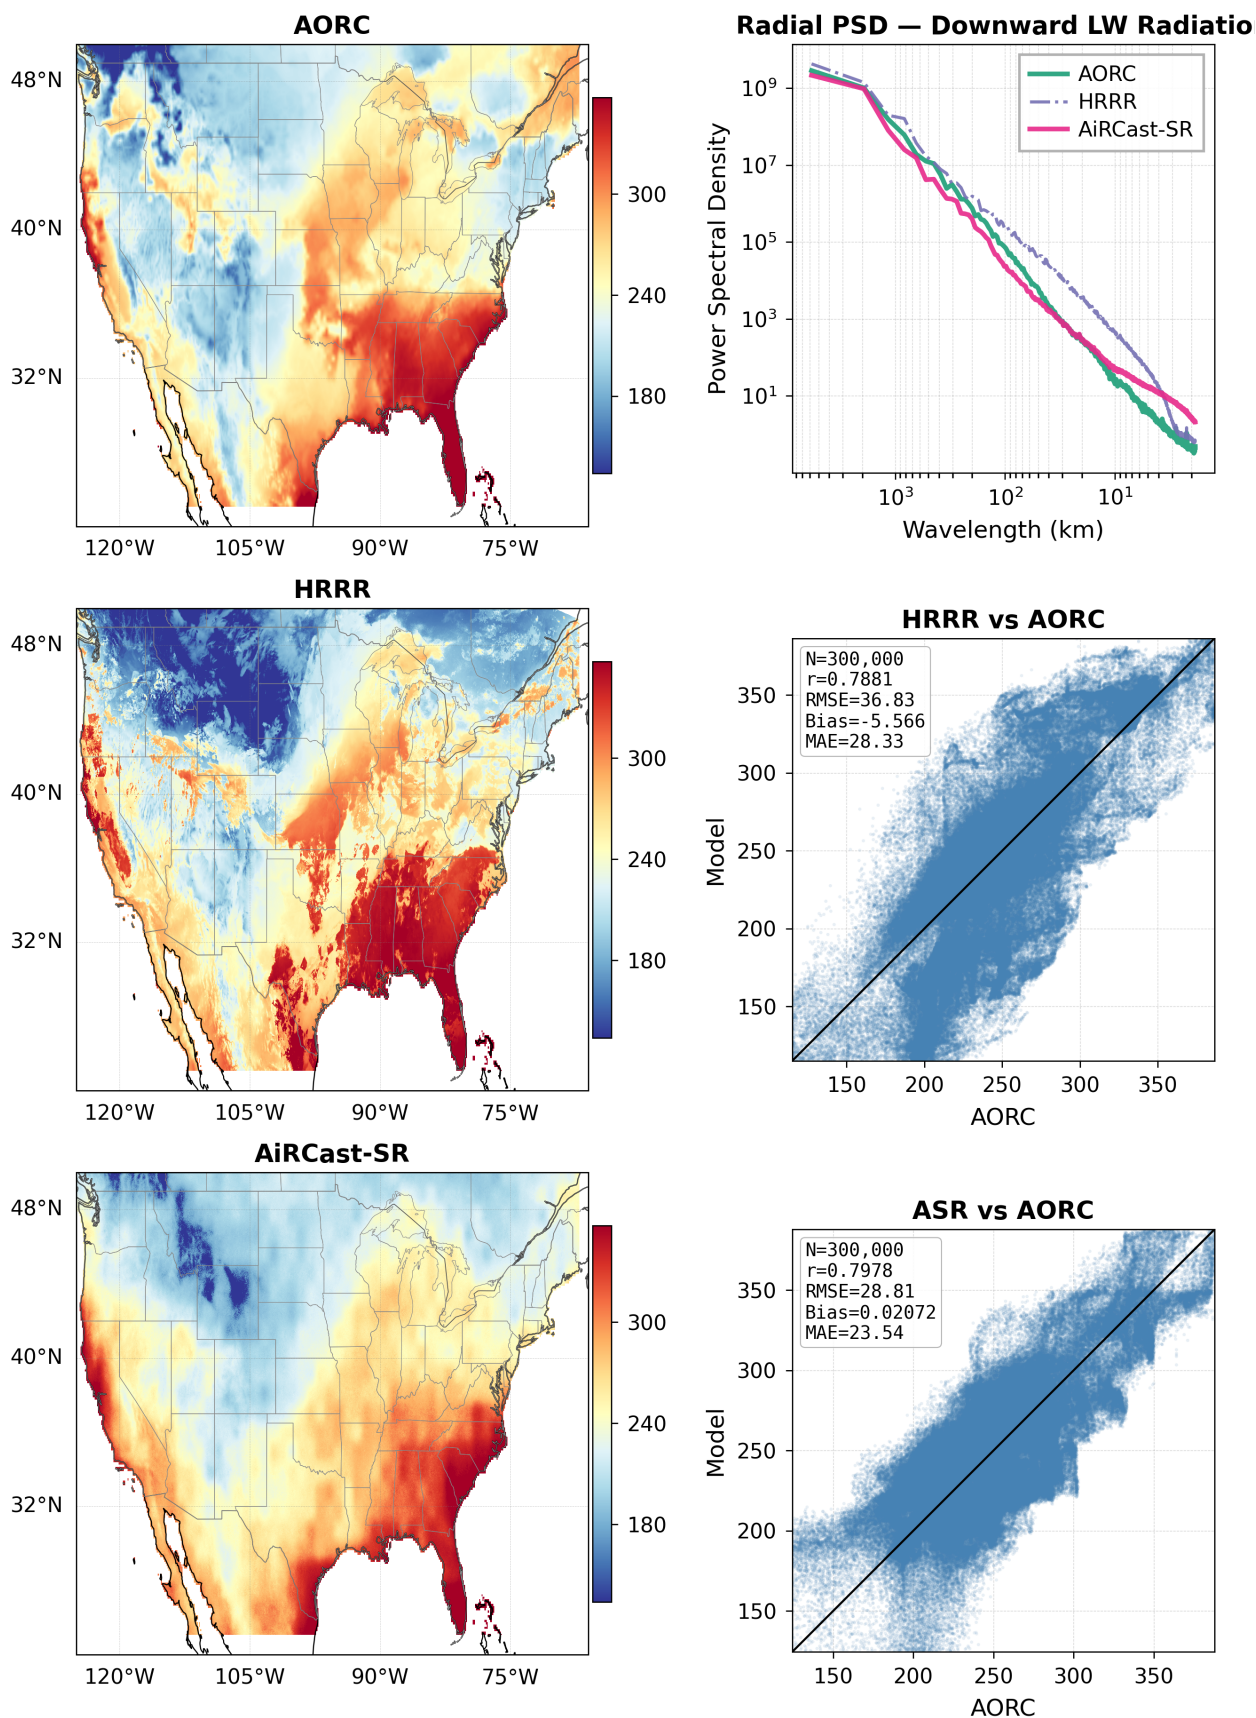 AORC
48°N
40°N
32°N
120°W 105°W 90°W 75°W
300
240
180
Radial PSD — Downward LW Radiatio
AORC
HRRR
AiRCast-SR
Power Spectral Density
10⁹
10⁷
10⁵
10³
10¹
10³ 10² 10¹
Wavelength (km)
HRRR
48°N
40°N
32°N
120°W 105°W 90°W 75°W
300
240
180
HRRR vs AORC
N=300,000
r=0.7881
RMSE=36.83
Bias=-5.566
MAE=28.33
Model
350
300
250
200
150
150 200 250 300 350
AORC
AiRCast-SR
48°N
40°N
32°N
120°W 105°W 90°W 75°W
300
240
180
ASR vs AORC
N=300,000
r=0.7978
RMSE=28.81
Bias=0.02072
MAE=23.54
Model
350
300
250
200
150
150 200 250 300 350
AORC